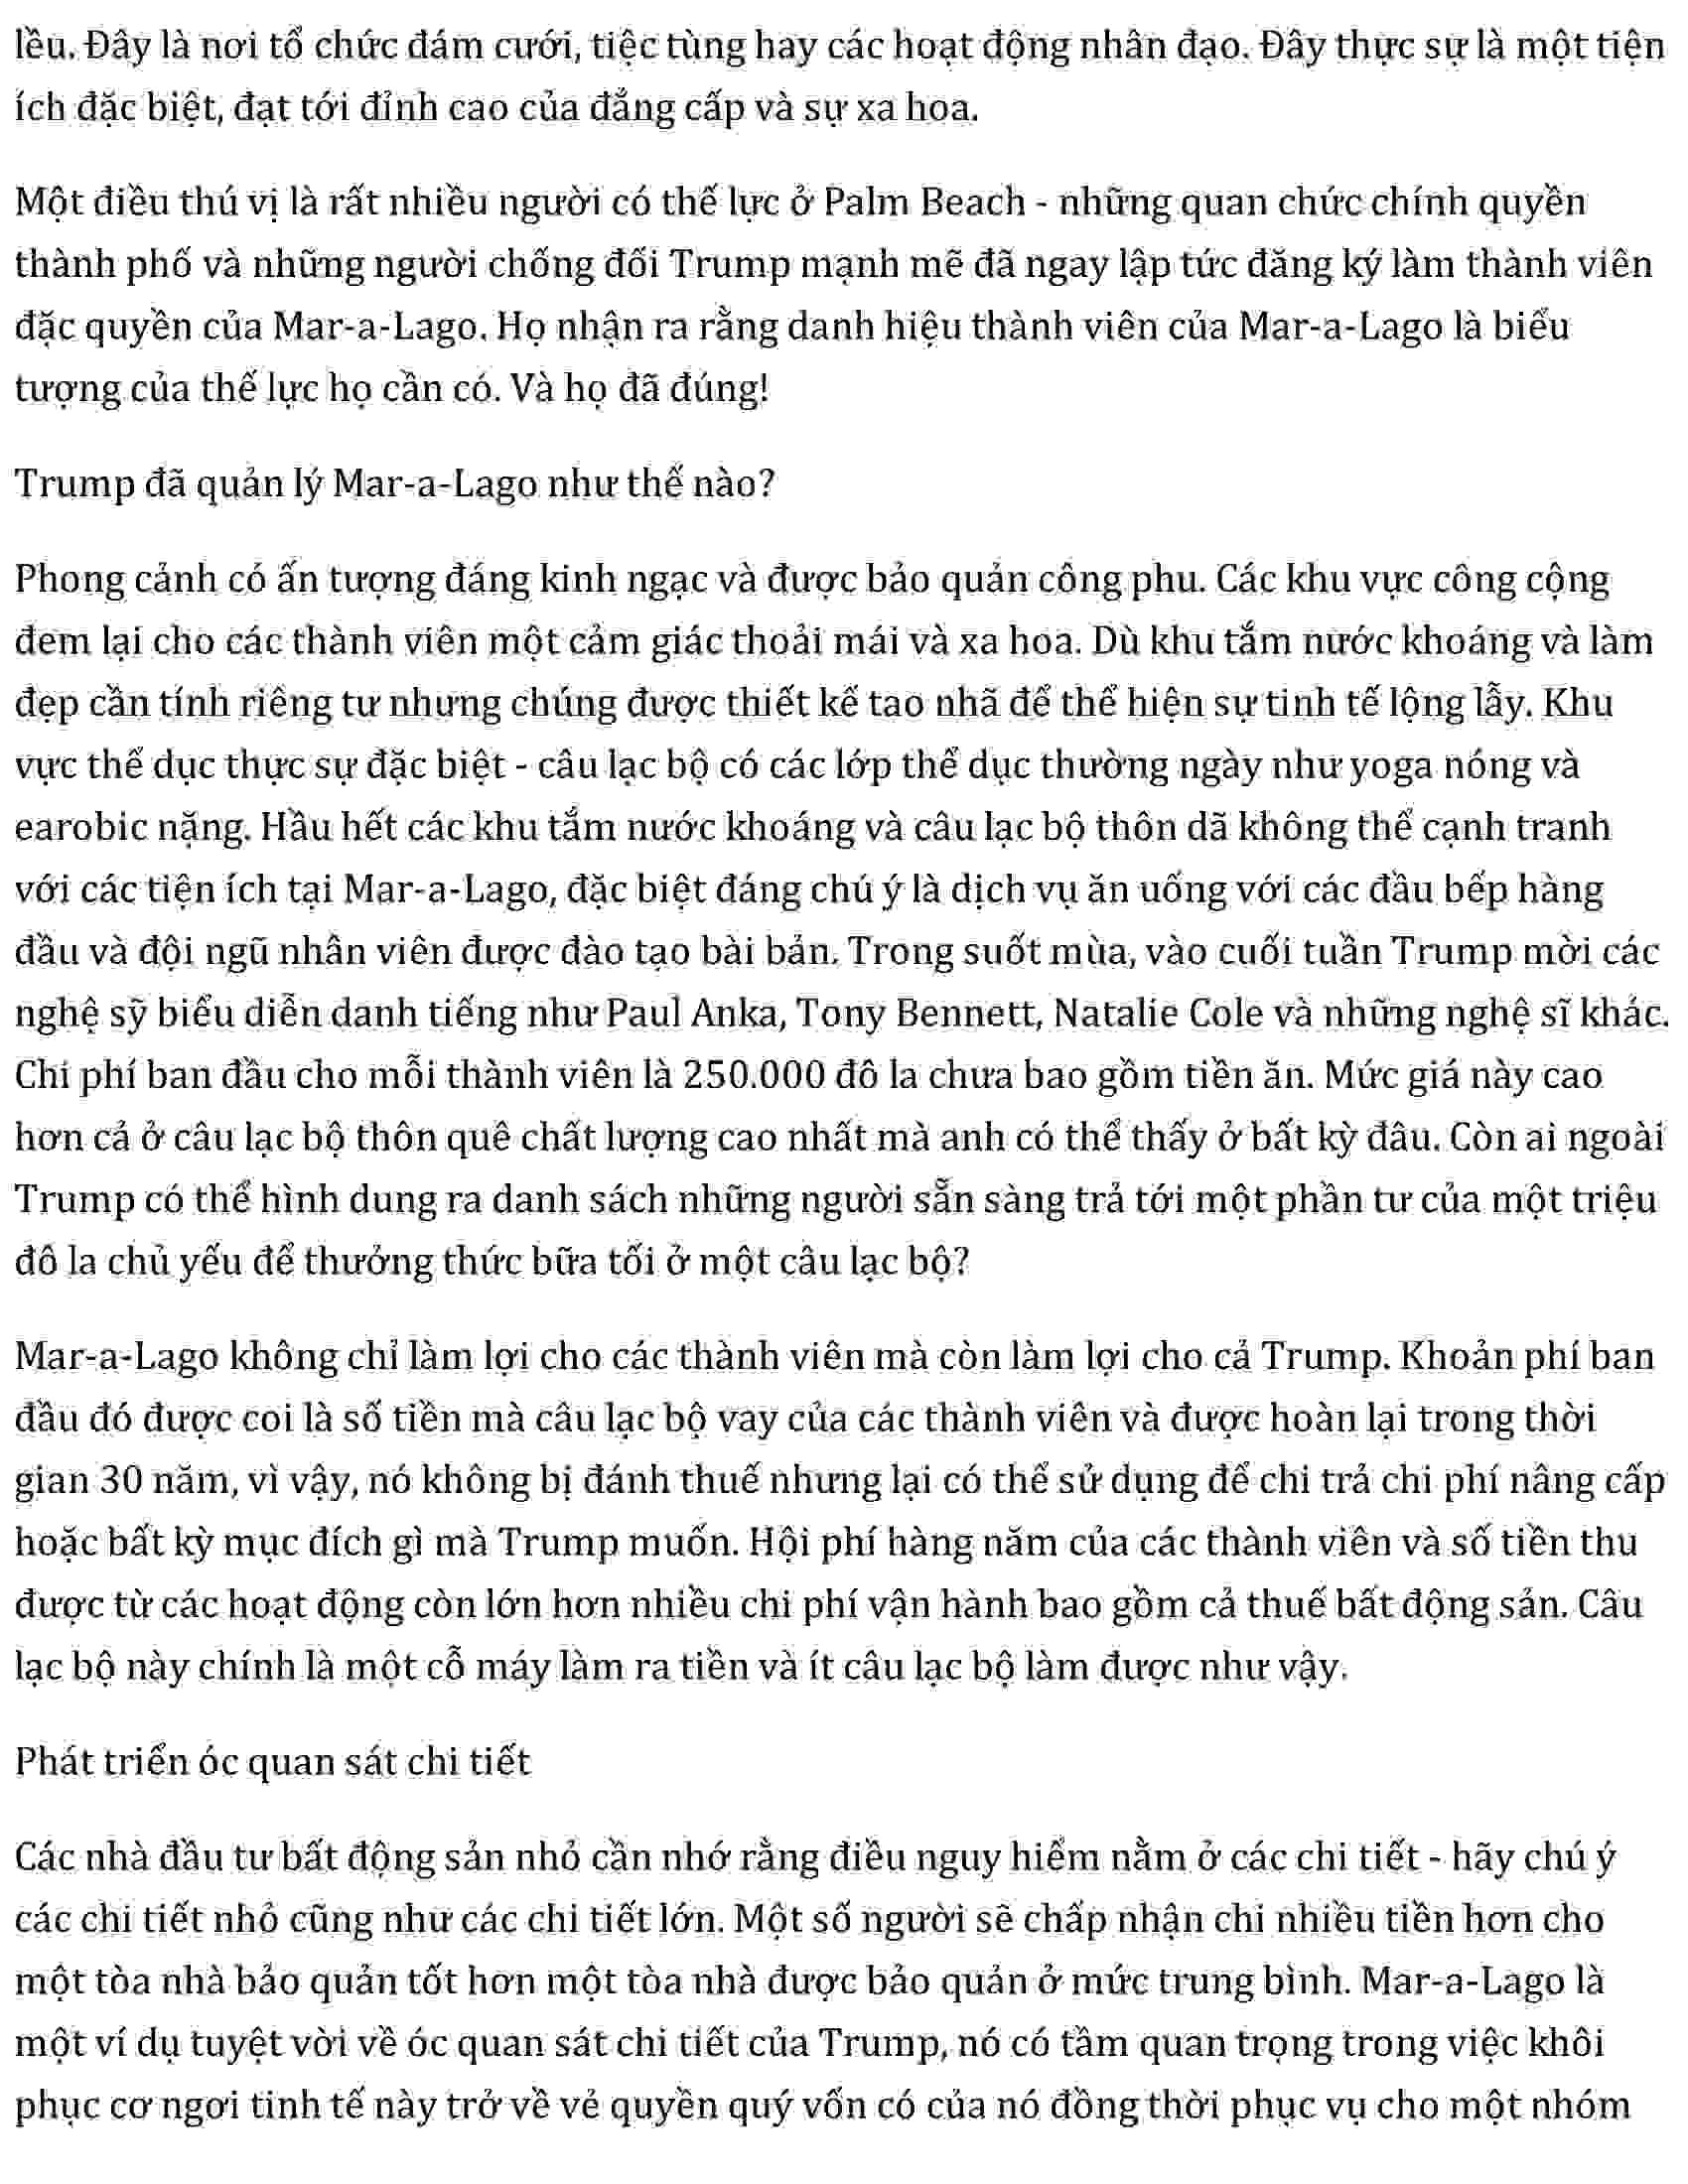 lều. Đây là nơi tổ chức đám cưới, tiệc tùng hay các hoạt động nhân đạo. Đây thực sự là một tiện
ích đặc biệt, đạt tới đỉnh cao của đẳng cấp và sự xa hoa.
Một điều thú vị là rất nhiều người có thế lực ở Palm Beach - những quan chức chính quyền
thành phố và những người chống đối Trump mạnh mẽ đã ngay lập tức đăng ký làm thành viên
đặc quyền của Mar-a-Lago. Họ nhận ra rằng danh hiệu thành viên của Mar-a-Lago là biểu
tượng của thế lực họ cần có. Và họ đã đúng!
Trump đã quản lý Mar-a-Lago như thế nào?
Phong cảnh có ấn tượng đáng kinh ngạc và được bảo quản công phu. Các khu vực công cộng
đem lại cho các thành viên một cảm giác thoải mái và xa hoa. Dù khu tắm nước khoáng và làm
đẹp cần tính riêng tư nhưng chúng được thiết kế tao nhã để thể hiện sự tinh tế lộng lẫy. Khu
vực thể dục thực sự đặc biệt - câu lạc bộ có các lớp thể dục thường ngày như yoga nóng và
earobic nặng. Hầu hết các khu tắm nước khoáng và câu lạc bộ thôn dã không thể cạnh tranh
với các tiện ích tại Mar-a-Lago, đặc biệt đáng chú ý là dịch vụ ăn uống với các đầu bếp hàng
đầu và đội ngũ nhân viên được đào tạo bài bản. Trong suốt mùa, vào cuối tuần Trump mời các
nghệ sỹ biểu diễn danh tiếng như Paul Anka, Tony Bennett, Natalie Cole và những nghệ sĩ khác.
Chi phí ban đầu cho mỗi thành viên là 250.000 đô la chưa bao gồm tiền ăn. Mức giá này cao
hơn cả ở câu lạc bộ thôn quê chất lượng cao nhất mà anh có thể thấy ở bất kỳ đâu. Còn ai ngoài
Trump có thể hình dung ra danh sách những người sẵn sàng trả tới một phần tư của một triệu
đô la chủ yếu để thưởng thức bữa tối ở một câu lạc bộ?
Mar-a-Lago không chỉ làm lợi cho các thành viên mà còn làm lợi cho cả Trump. Khoản phí ban
đầu đó được coi là số tiền mà câu lạc bộ vay của các thành viên và được hoàn lại trong thời
gian 30 năm, vì vậy, nó không bị đánh thuế nhưng lại có thể sử dụng để chi trả chi phí nâng cấp
hoặc bất kỳ mục đích gì mà Trump muốn. Hội phí hàng năm của các thành viên và số tiền thu
được từ các hoạt động còn lớn hơn nhiều chi phí vận hành bao gồm cả thuế bất động sản. Câu
lạc bộ này chính là một cỗ máy làm ra tiền và ít câu lạc bộ làm được như vậy.
Phát triển óc quan sát chi tiết
Các nhà đầu tư bất động sản nhỏ cần nhớ rằng điều nguy hiểm nằm ở các chi tiết - hãy chú ý
các chi tiết nhỏ cũng như các chi tiết lớn. Một số người sẽ chấp nhận chi nhiều tiền hơn cho
một tòa nhà bảo quản tốt hơn một tòa nhà được bảo quản ở mức trung bình. Mar-a-Lago là
một ví dụ tuyệt vời về óc quan sát chi tiết của Trump, nó có tầm quan trọng trong việc khôi
phục cơ ngơi tinh tế này trở về vẻ quyền quý vốn có của nó đồng thời phục vụ cho một nhóm